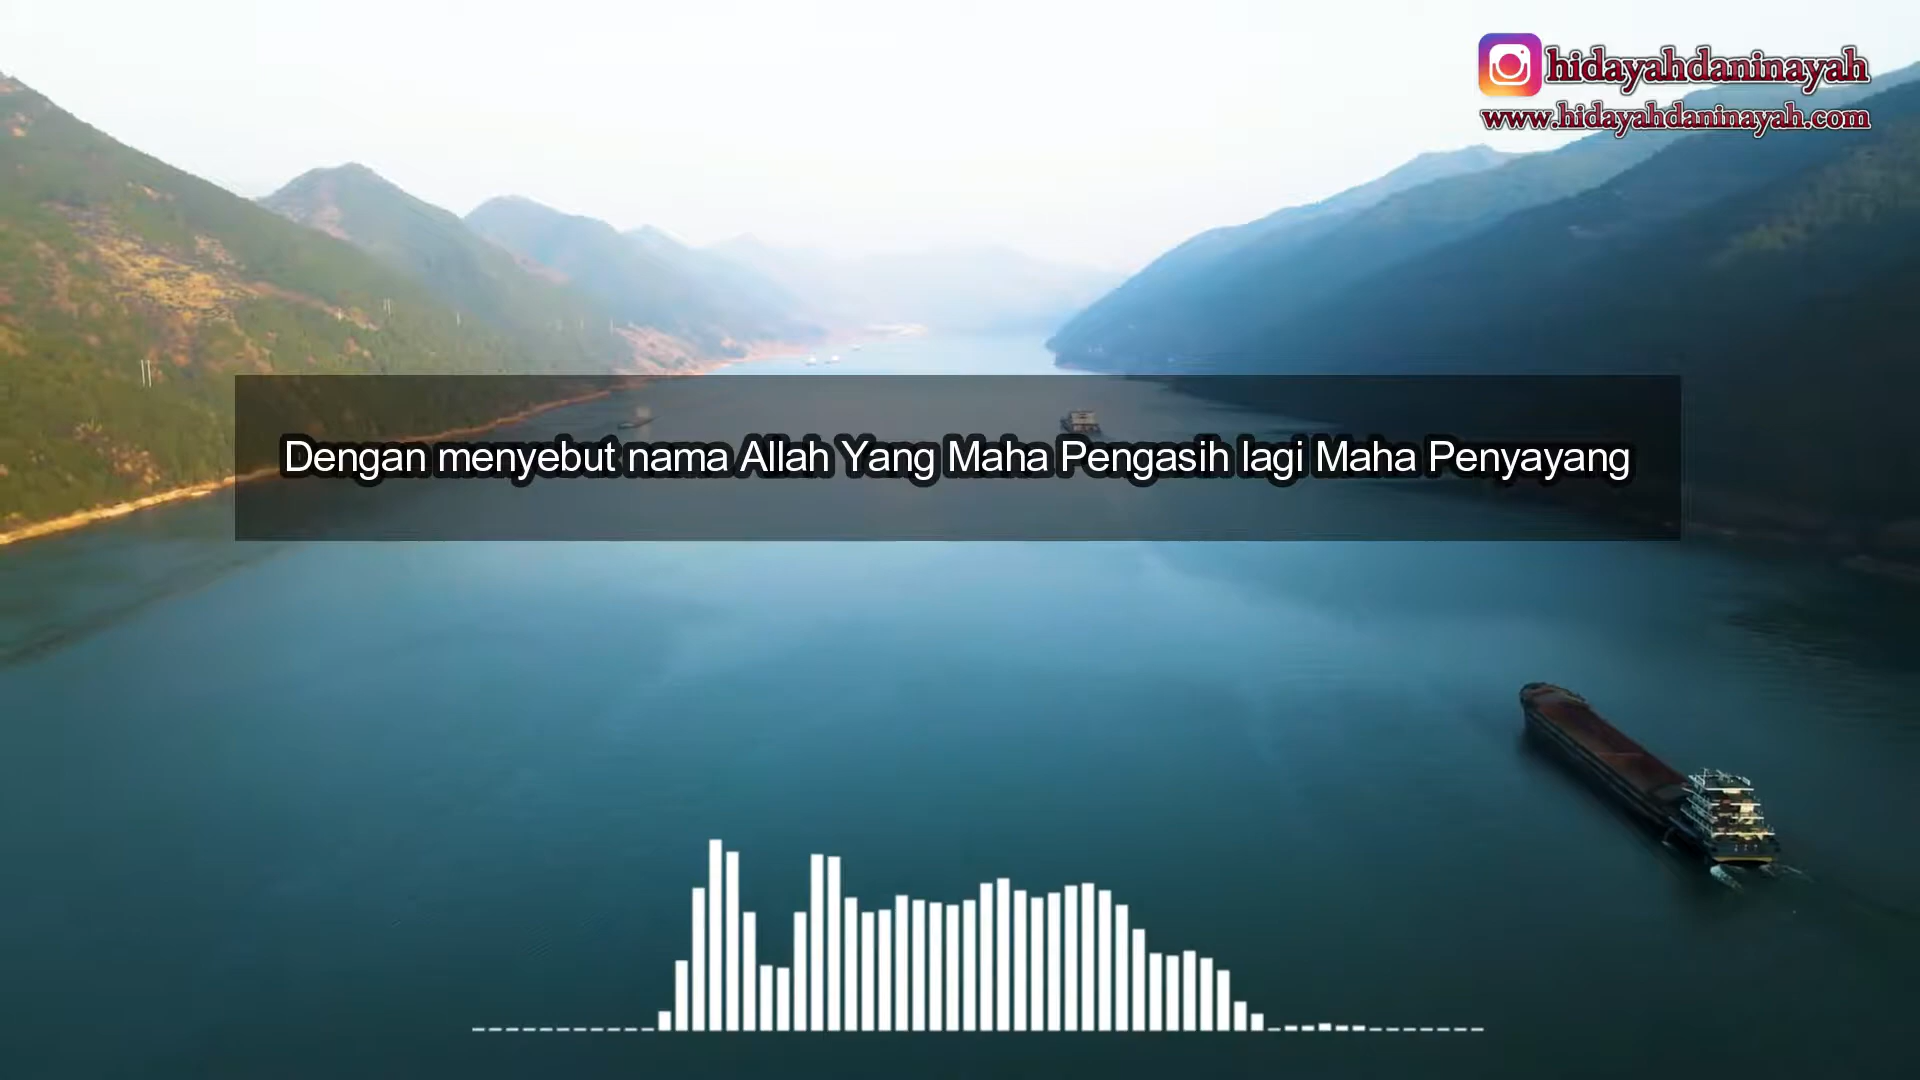 hidayahdaninayah
www.hidayahdaninayah.com
Dengan menyebut nama Allah Yang Maha Pengasih lagi Maha Penyayang